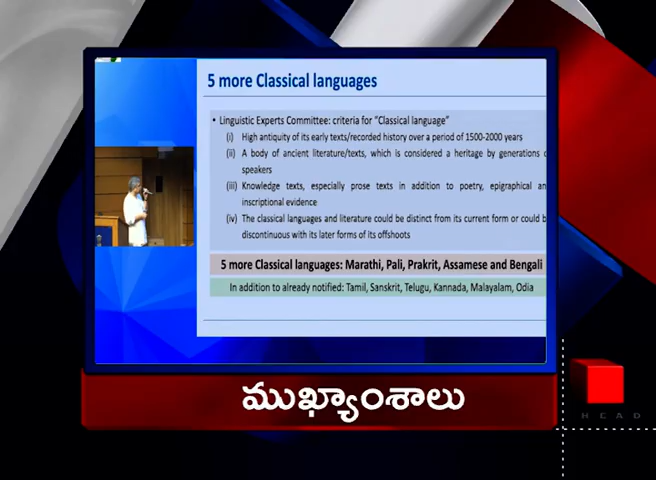 5 more Classical languages
• Linguistic Experts Committee: criteria for "Classical language"
(i) High antiquity of its early texts/recorded history over a period of 1500-2000 years
(ii) A body of ancient literature/texts, which is considered a heritage by generations
speakers
(iii) Knowledge texts, especially prose texts in addition to poetry, epigraphical an
inscriptional evidence
(iv) The classical languages and literature could be distinct from its current form or could b
discontinuous with its later forms of its offshoots
5 more Classical languages: Marathi, Pali, Prakrit, Assamese and Bengali
In addition to already notified: Tamil, Sanskrit, Telugu, Kannada, Malayalam, Odia
ముఖ్యాంశాలు
HEAD